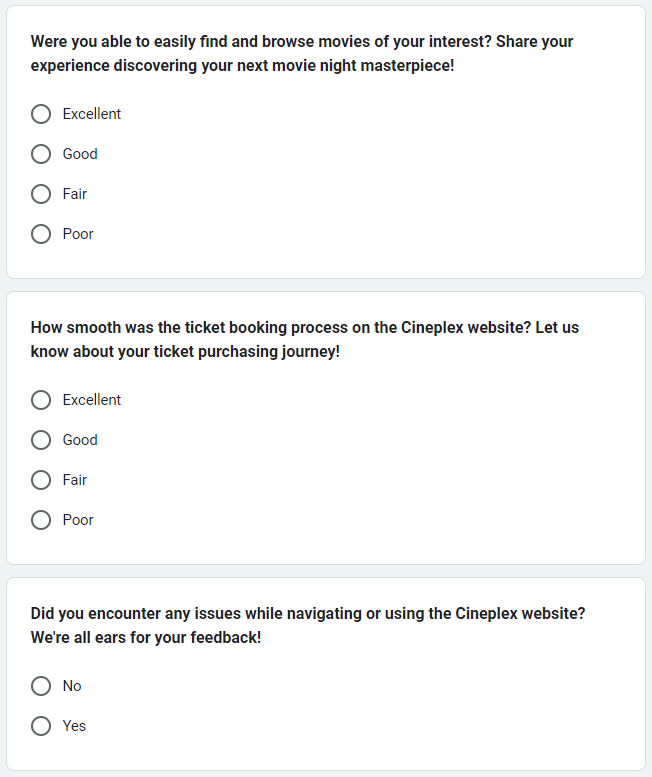 Were you able to easily find and browse movies of your interest? Share your
experience discovering your next movie night masterpiece!
Excellent
Good
Fair
Poor
How smooth was the ticket booking process on the Cineplex website? Let us
know about your ticket purchasing journey!
Excellent
Good
Fair
Poor
Did you encounter any issues while navigating or using the Cineplex website?
We're all ears for your feedback!
No
Yes